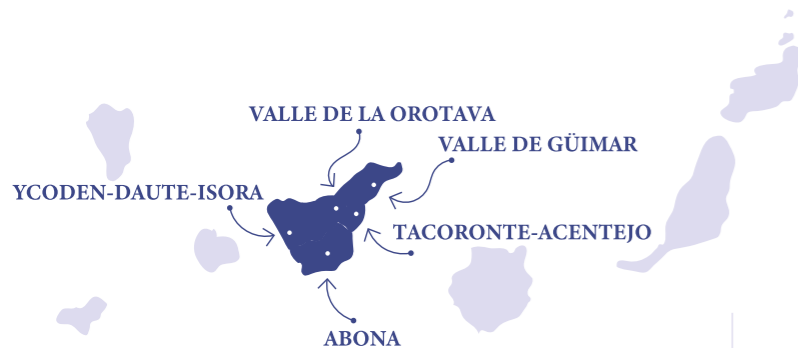 VALLE DE LA OROTAVA
VALLE DE GÜIMAR
YCODEN-DAUTE-ISORA
TACORONTE-ACENTEJO
ABONA